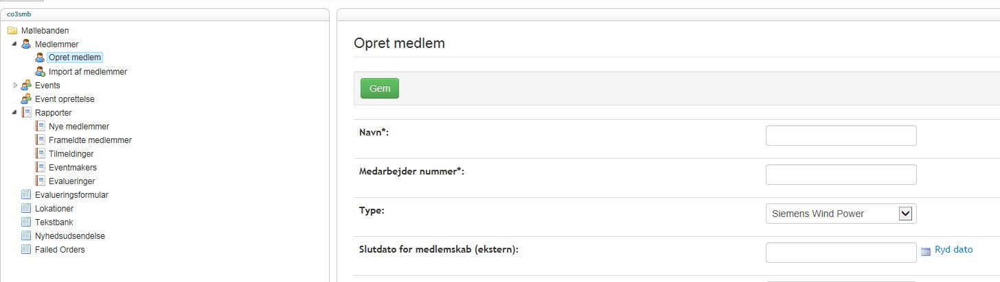 co3smb
Møllebanden
Medlemmer
Opret medlem
Import af medlemmer
Events
Event oprettelse
Rapporter
Nye medlemmer
Frameldte medlemmer
Tilmeldinger
Eventmakers
Evalueringer
Evalueringsformular
Lokationer
Tekstbank
Nyhedsudsendelse
Failed Orders
Opret medlem
Gem
Navn*:
Medarbejder nummer*:
Type: Siemens Wind Power
Slutdato for medlemskab (ekstern): Ryd dato